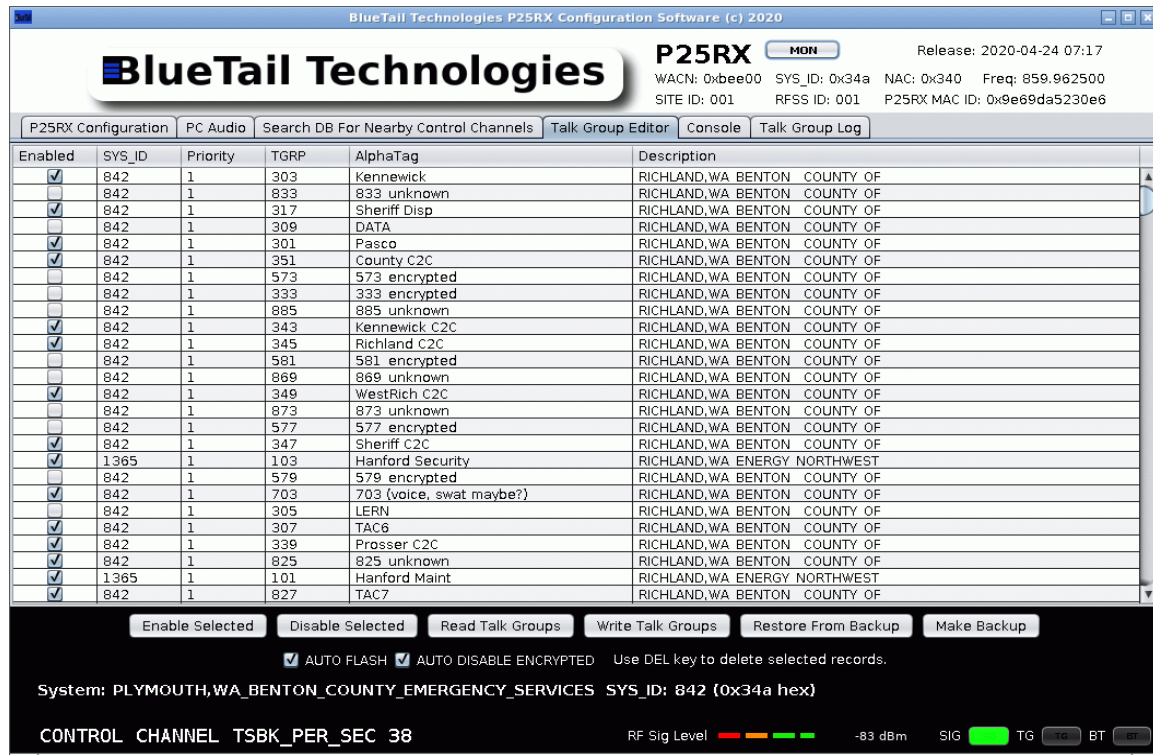 BlueTail Technologies P25RX Configuration Software (c) 2020
BlueTail Technologies
P25RX MON Release: 2020-04-24 07:17
WACN: 0xbee00 SYS_ID: 0x34a NAC: 0x340 Freq: 859.962500
SITE ID: 001 RFSS ID: 001 P25RX MAC ID: 0x9e69da5230e6
P25RX Configuration PC Audio Search DB For Nearby Control Channels Talk Group Editor Console Talk Group Log
Enabled SYS_ID Priority TGRP AlphaTag Description
842 1 303 Kennewick RICHLAND,WA BENTON COUNTY OF
842 1 833 833 unknown RICHLAND,WA BENTON COUNTY OF
842 1 317 Sheriff Disp RICHLAND,WA BENTON COUNTY OF
842 1 309 DATA RICHLAND,WA BENTON COUNTY OF
842 1 301 Pasco RICHLAND,WA BENTON COUNTY OF
842 1 351 County C2C RICHLAND,WA BENTON COUNTY OF
842 1 573 573 encrypted RICHLAND,WA BENTON COUNTY OF
842 1 333 333 encrypted RICHLAND,WA BENTON COUNTY OF
842 1 885 885 unknown RICHLAND,WA BENTON COUNTY OF
842 1 343 Kennewick C2C RICHLAND,WA BENTON COUNTY OF
842 1 345 Richland C2C RICHLAND,WA BENTON COUNTY OF
842 1 581 581 encrypted RICHLAND,WA BENTON COUNTY OF
842 1 869 869 unknown RICHLAND,WA BENTON COUNTY OF
842 1 349 WestRich C2C RICHLAND,WA BENTON COUNTY OF
842 1 873 873 unknown RICHLAND,WA BENTON COUNTY OF
842 1 577 577 encrypted RICHLAND,WA BENTON COUNTY OF
842 1 347 Sheriff C2C RICHLAND,WA BENTON COUNTY OF
1365 1 103 Hanford Security RICHLAND,WA ENERGY NORTHWEST
842 1 579 579 encrypted RICHLAND,WA BENTON COUNTY OF
842 1 703 703 (voice, swat maybe?) RICHLAND,WA BENTON COUNTY OF
842 1 305 LERN RICHLAND,WA BENTON COUNTY OF
842 1 307 TAC6 RICHLAND,WA BENTON COUNTY OF
842 1 339 Prosser C2C RICHLAND,WA BENTON COUNTY OF
842 1 825 825 unknown RICHLAND,WA BENTON COUNTY OF
1365 1 101 Hanford Maint RICHLAND,WA ENERGY NORTHWEST
842 1 827 TAC7 RICHLAND,WA BENTON COUNTY OF
Enable Selected Disable Selected Read Talk Groups Write Talk Groups Restore From Backup Make Backup
AUTO FLASH AUTO DISABLE ENCRYPTED Use DEL key to delete selected records.
System: PLYMOUTH,WA_BENTON_COUNTY_EMERGENCY_SERVICES SYS_ID: 842 (0x34a hex)
CONTROL CHANNEL TSBK_PER_SEC 38 RF Sig Level -83 dBm SIG TG TG BT BT